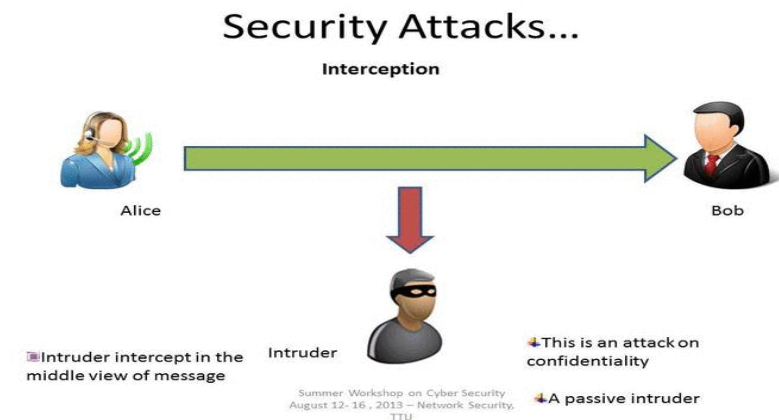 Security Attacks...
Interception
Alice
Bob
Intruder intercept in the
middle view of message
Intruder
This is an attack on
confidentiality
A passive intruder
Summer Workshop on Cyber Security
August 12- 16 , 2013 – Network Security,
TTU